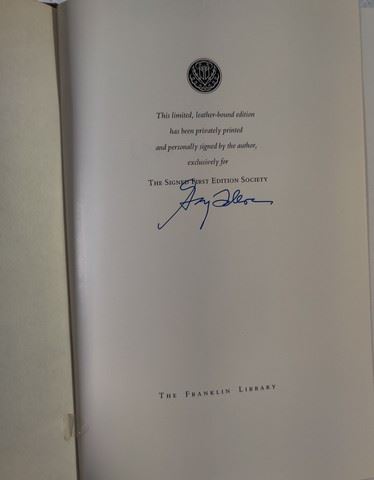 This limited, leather-bound edition
has been privately printed
and personally signed by the author,
exclusively for
THE SIGNED FIRST EDITION SOCIETY
THE FRANKLIN LIBRARY